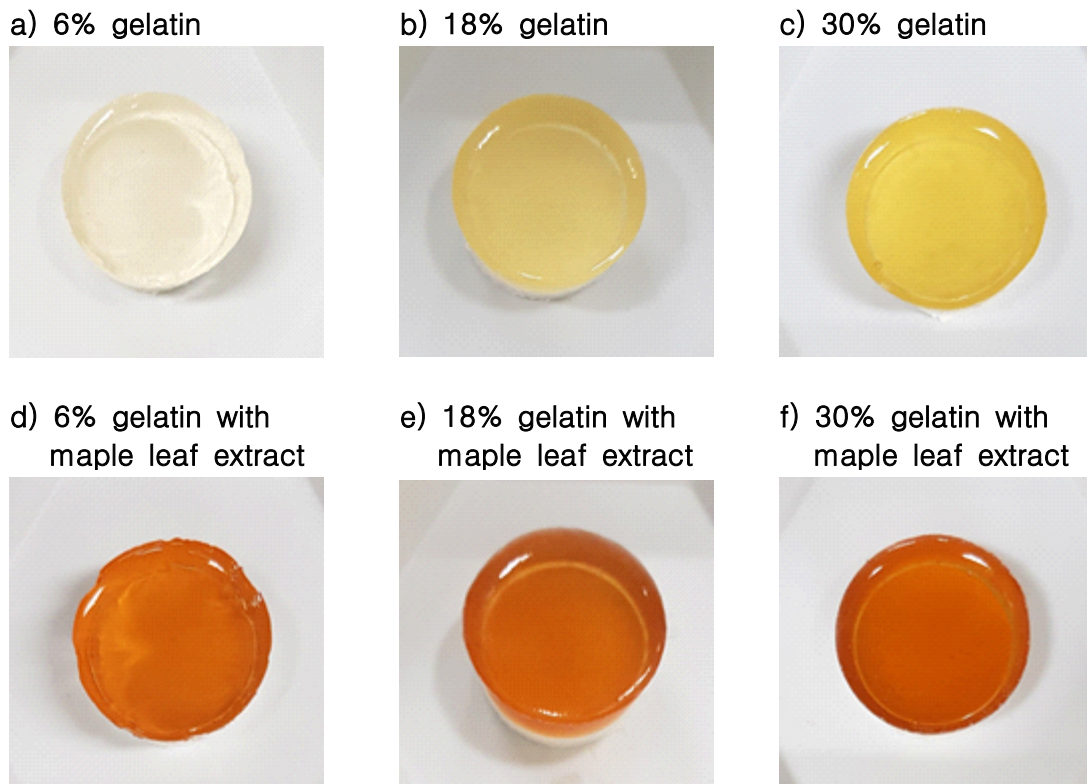 a) 6% gelatin
b) 18% gelatin
c) 30% gelatin
d) 6% gelatin with
maple leaf extract
e) 18% gelatin with
maple leaf extract
f) 30% gelatin with
maple leaf extract